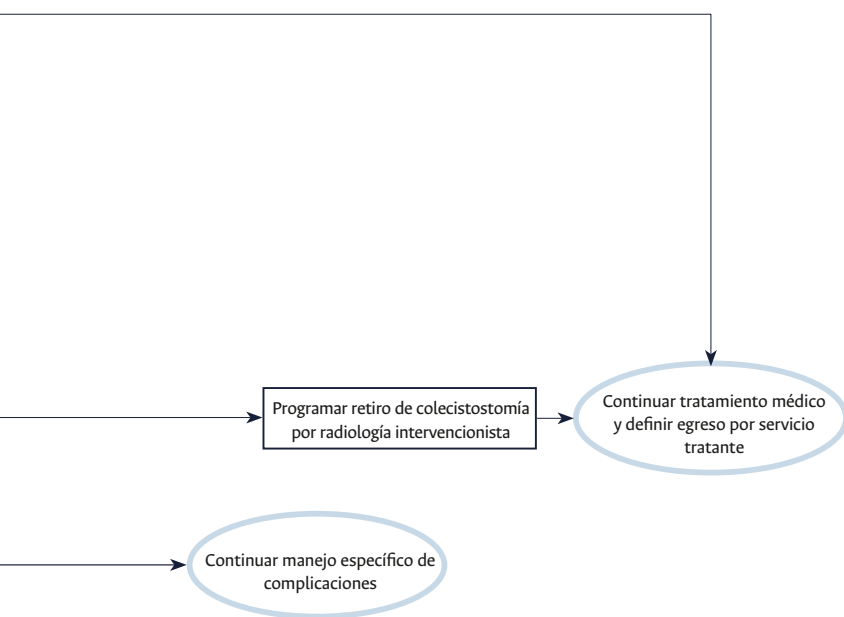 Programar retiro de colecistostomía
por radiología intervencionista
Continuar tratamiento médico
y definir egreso por servicio
tratante
Continuar manejo específico de
complicaciones